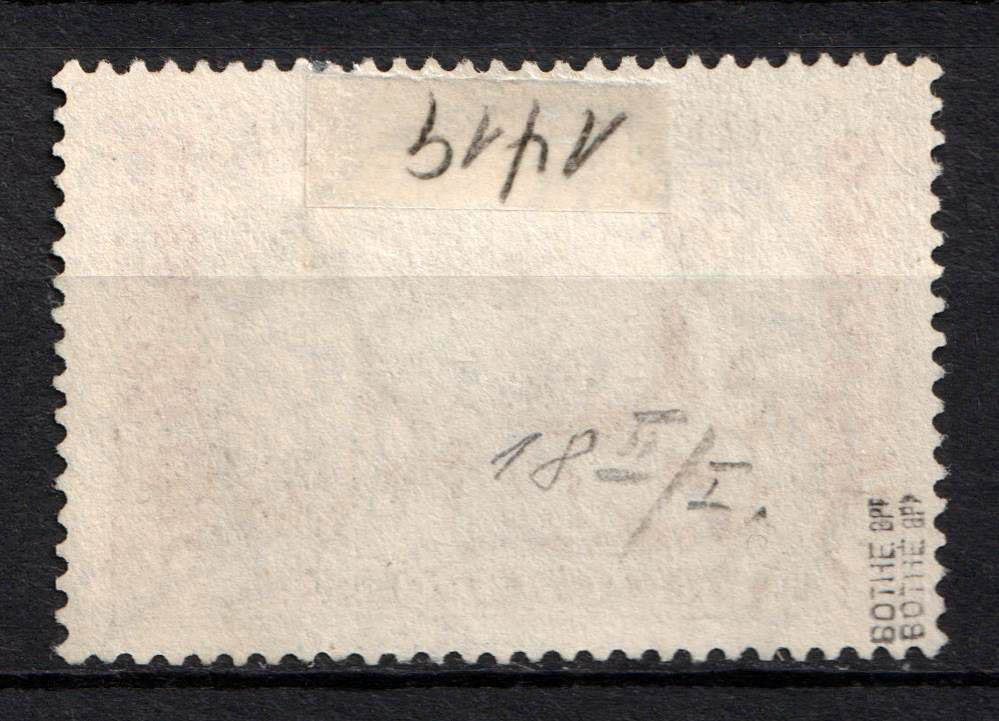 1419
18 II/I.
BOTHE BPP
BOTHE BPP